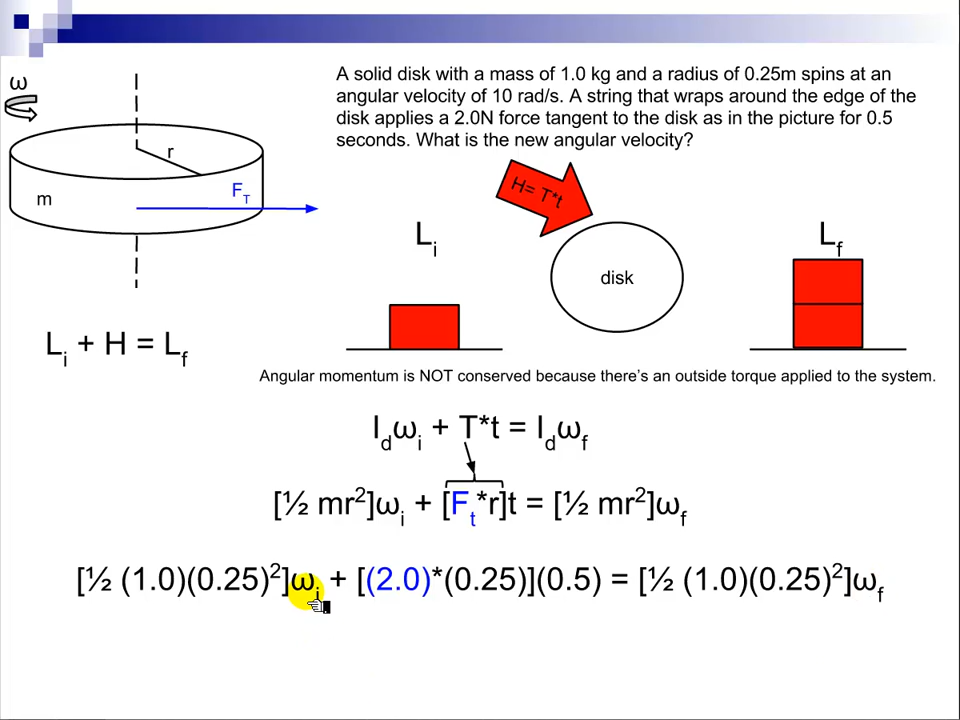 ω
A solid disk with a mass of 1.0 kg and a radius of 0.25m spins at an
angular velocity of 10 rad/s. A string that wraps around the edge of the
disk applies a 2.0N force tangent to the disk as in the picture for 0.5
seconds. What is the new angular velocity?
r
m
F_T
H= T*t
L_i
disk
L_f
L_i + H = L_f
Angular momentum is NOT conserved because there's an outside torque applied to the system.
I_dω_i + T*t = I_dω_f
[½ mr²]ω_i + [F_t*r]t = [½ mr²]ω_f
[½ (1.0)(0.25)²]ω_i + [(2.0)*(0.25)](0.5) = [½ (1.0)(0.25)²]ω_f